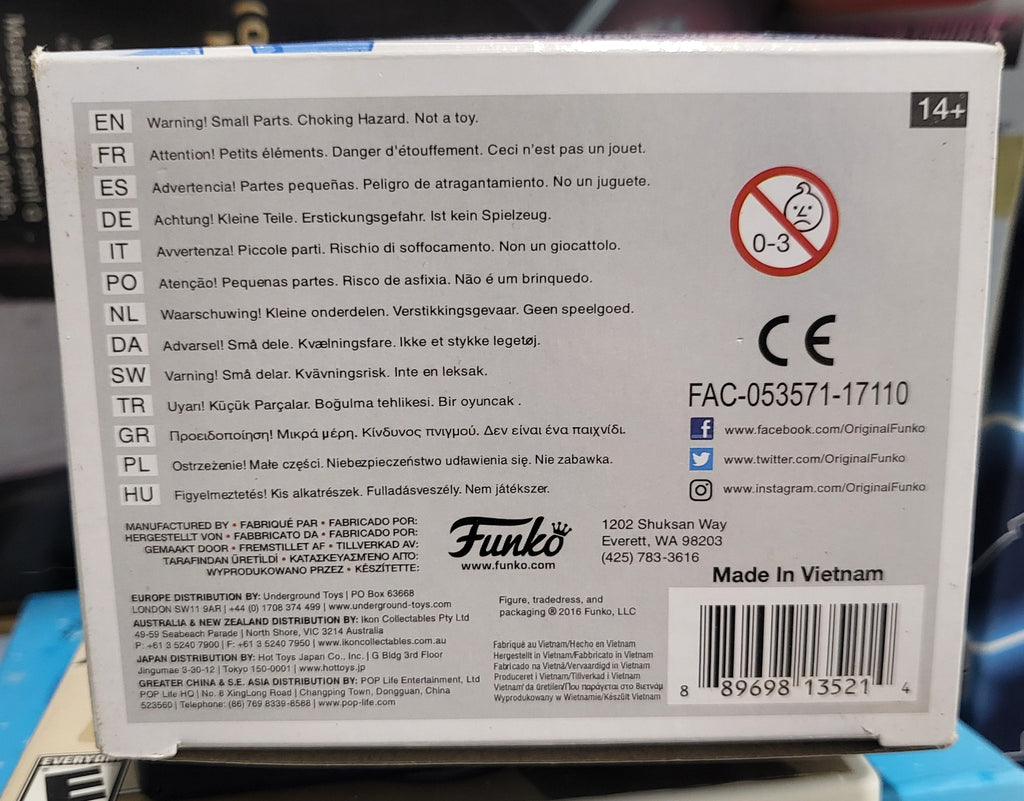 14+
EN Warning! Small Parts. Choking Hazard. Not a toy.
FR Attention! Petits éléments. Danger d'étouffement. Ceci n'est pas un jouet.
ES Advertencia! Partes pequeñas. Peligro de atragantamiento. No un juguete.
DE Achtung! Kleine Teile. Erstickungsgefahr. Ist kein Spielzeug.
IT Avvertenza! Piccole parti. Rischio di soffocamento. Non un giocattolo.
PO Atenção! Pequenas partes. Risco de asfixia. Não é um brinquedo.
NL Waarschuwing! Kleine onderdelen. Verstikkingsgevaar. Geen speelgoed.
DA Advarsel! Små dele. Kvælningsfare. Ikke et stykke legetøj.
SW Varning! Små delar. Kvävningsrisk. Inte en leksak.
TR Uyarı! Küçük Parçalar. Boğulma tehlikesi. Bir oyuncak .
GR Προειδοποίηση! Μικρά μέρη. Κίνδυνος πνιγμού. Δεν είναι ένα παιχνίδι.
PL Ostrzeżenie! Małe części. Niebezpieczeństwo udławienia się. Nie zabawka.
HU Figyelmeztetés! Kis alkatrészek. Fulladásveszély. Nem játékszer.
0-3
CE
FAC-053571-17110
www.facebook.com/OriginalFunko
www.twitter.com/OriginalFunko
www.instagram.com/OriginalFunko
MANUFACTURED BY • FABRIQUÉ PAR • FABRICADO POR:
HERGESTELLT VON • FABBRICATO DA • FABRICADO POR:
GEMAAKT DOOR • FREMSTILLET AF • TILLVERKAD AV:
TARAFINDAN ÜRETİLDİ • ΚΑΤΑΣΚΕΥΑΣΜΕΝΟ ΑΠΟ:
WYPRODUKOWANO PRZEZ • KÉSZÍTETTE:
Funko
www.funko.com
1202 Shuksan Way
Everett, WA 98203
(425) 783-3616
Made In Vietnam
EUROPE DISTRIBUTION BY: Underground Toys | PO Box 63668
LONDON SW11 9AR | +44 (0) 1708 374 499 | www.underground-toys.com
AUSTRALIA & NEW ZEALAND DISTRIBUTION BY: Ikon Collectables Pty Ltd
49-59 Seabeach Parade | North Shore, VIC 3214 Australia
P: +61 3 5240 7900 | F: +61 3 5240 7950 | www.ikoncollectables.com.au
JAPAN DISTRIBUTION BY: Hot Toys Japan Co., Inc. | G Bldg 3rd Floor
Jingumae 3-30-12 | Tokyo 150-0001 | www.hottoys.jp
GREATER CHINA & S.E. ASIA DISTRIBUTION BY: POP Life Entertainment, Ltd
POP Life HQ | No. 6 XingLong Road | Changping Town, Dongguan, China
523560 | Telephone: (86) 769 8339-8588 | www.pop-life.com
Figure, tradedress, and
packaging ® 2016 Funko, LLC
Fabriqué au Vietnam/Hecho en Vietnam
Hergestellt in Vietnam/Fabbricato in Vietnam
Fabricado na Vietnã/Vervaardigd in Vietnam
Produceret i Vietnam/Tillverkad i Vietnam
Vietnam'da üretilen/Που παράγεται στο Βιετνάμ
Wyprodukowany w Wietnamie/Készült Vietnam
8 89698 13521 4
EVERYONE
E